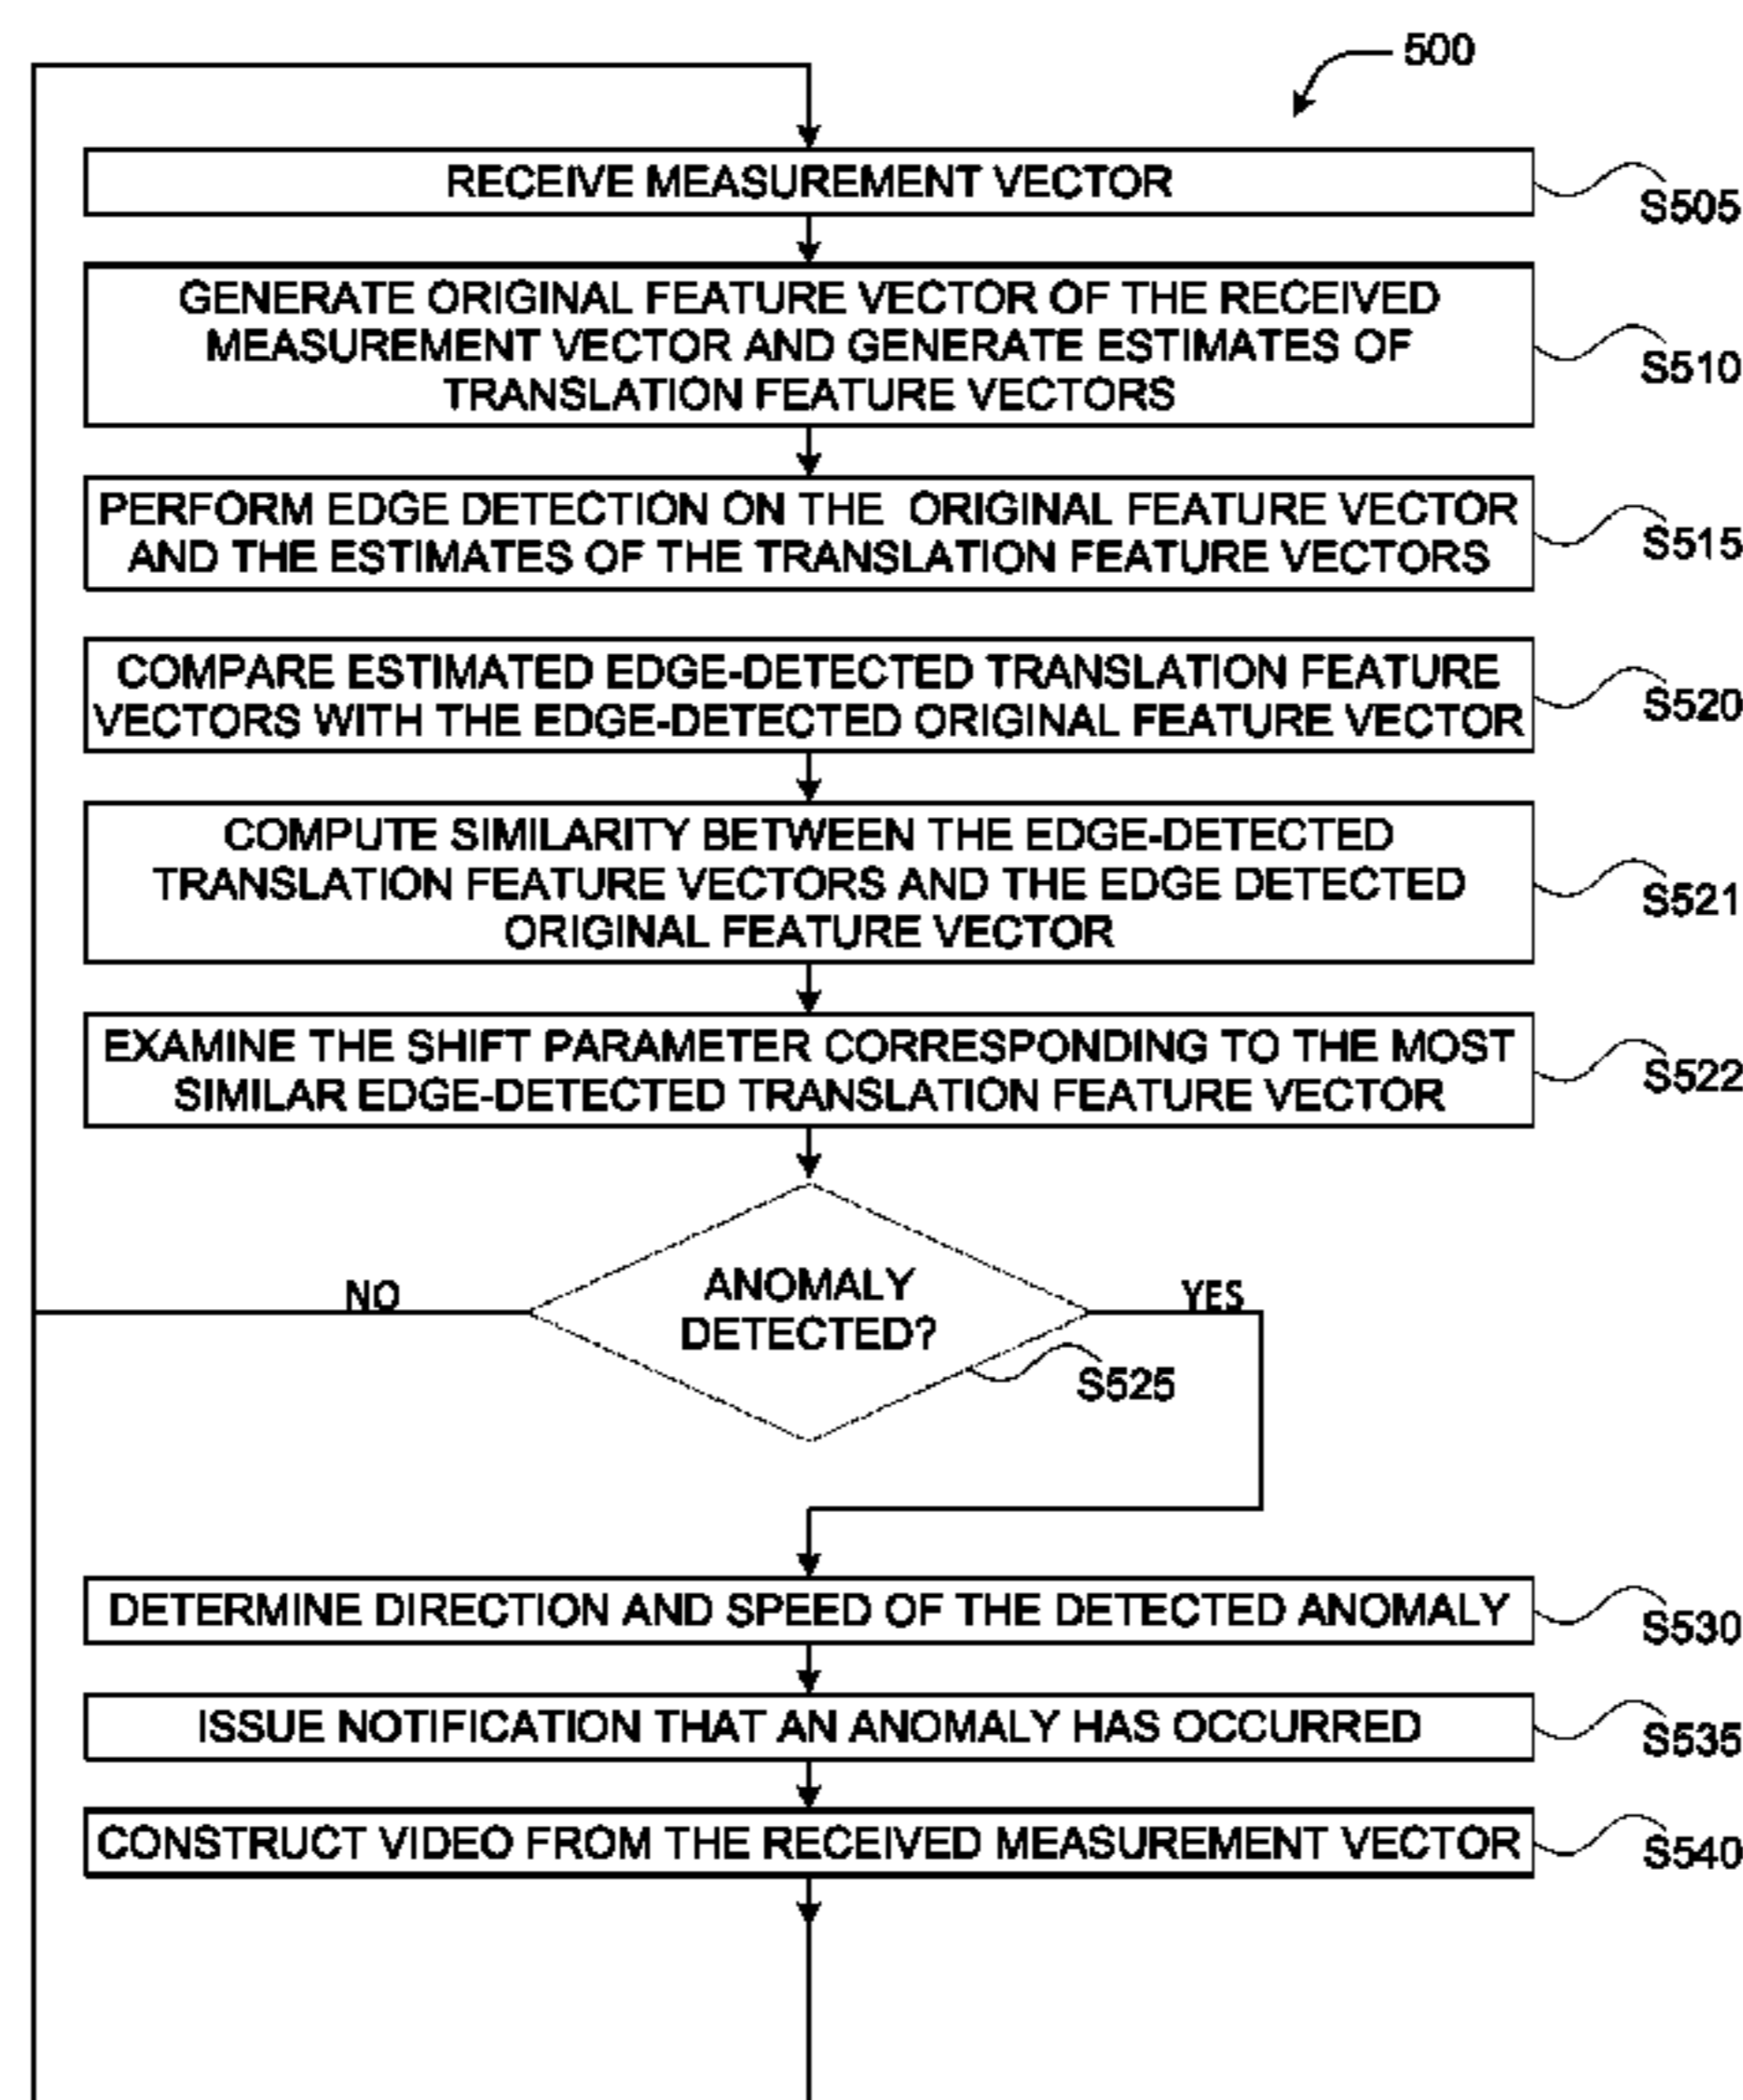 500
RECEIVE MEASUREMENT VECTOR
S505
GENERATE ORIGINAL FEATURE VECTOR OF THE RECEIVED
MEASUREMENT VECTOR AND GENERATE ESTIMATES OF
TRANSLATION FEATURE VECTORS
S510
PERFORM EDGE DETECTION ON THE ORIGINAL FEATURE VECTOR
AND THE ESTIMATES OF THE TRANSLATION FEATURE VECTORS
S515
COMPARE ESTIMATED EDGE-DETECTED TRANSLATION FEATURE
VECTORS WITH THE EDGE-DETECTED ORIGINAL FEATURE VECTOR
S520
COMPUTE SIMILARITY BETWEEN THE EDGE-DETECTED
TRANSLATION FEATURE VECTORS AND THE EDGE DETECTED
ORIGINAL FEATURE VECTOR
S521
EXAMINE THE SHIFT PARAMETER CORRESPONDING TO THE MOST
SIMILAR EDGE-DETECTED TRANSLATION FEATURE VECTOR
S522
NO
ANOMALY
DETECTED?
YES
S525
DETERMINE DIRECTION AND SPEED OF THE DETECTED ANOMALY
S530
ISSUE NOTIFICATION THAT AN ANOMALY HAS OCCURRED
S535
CONSTRUCT VIDEO FROM THE RECEIVED MEASUREMENT VECTOR
S540